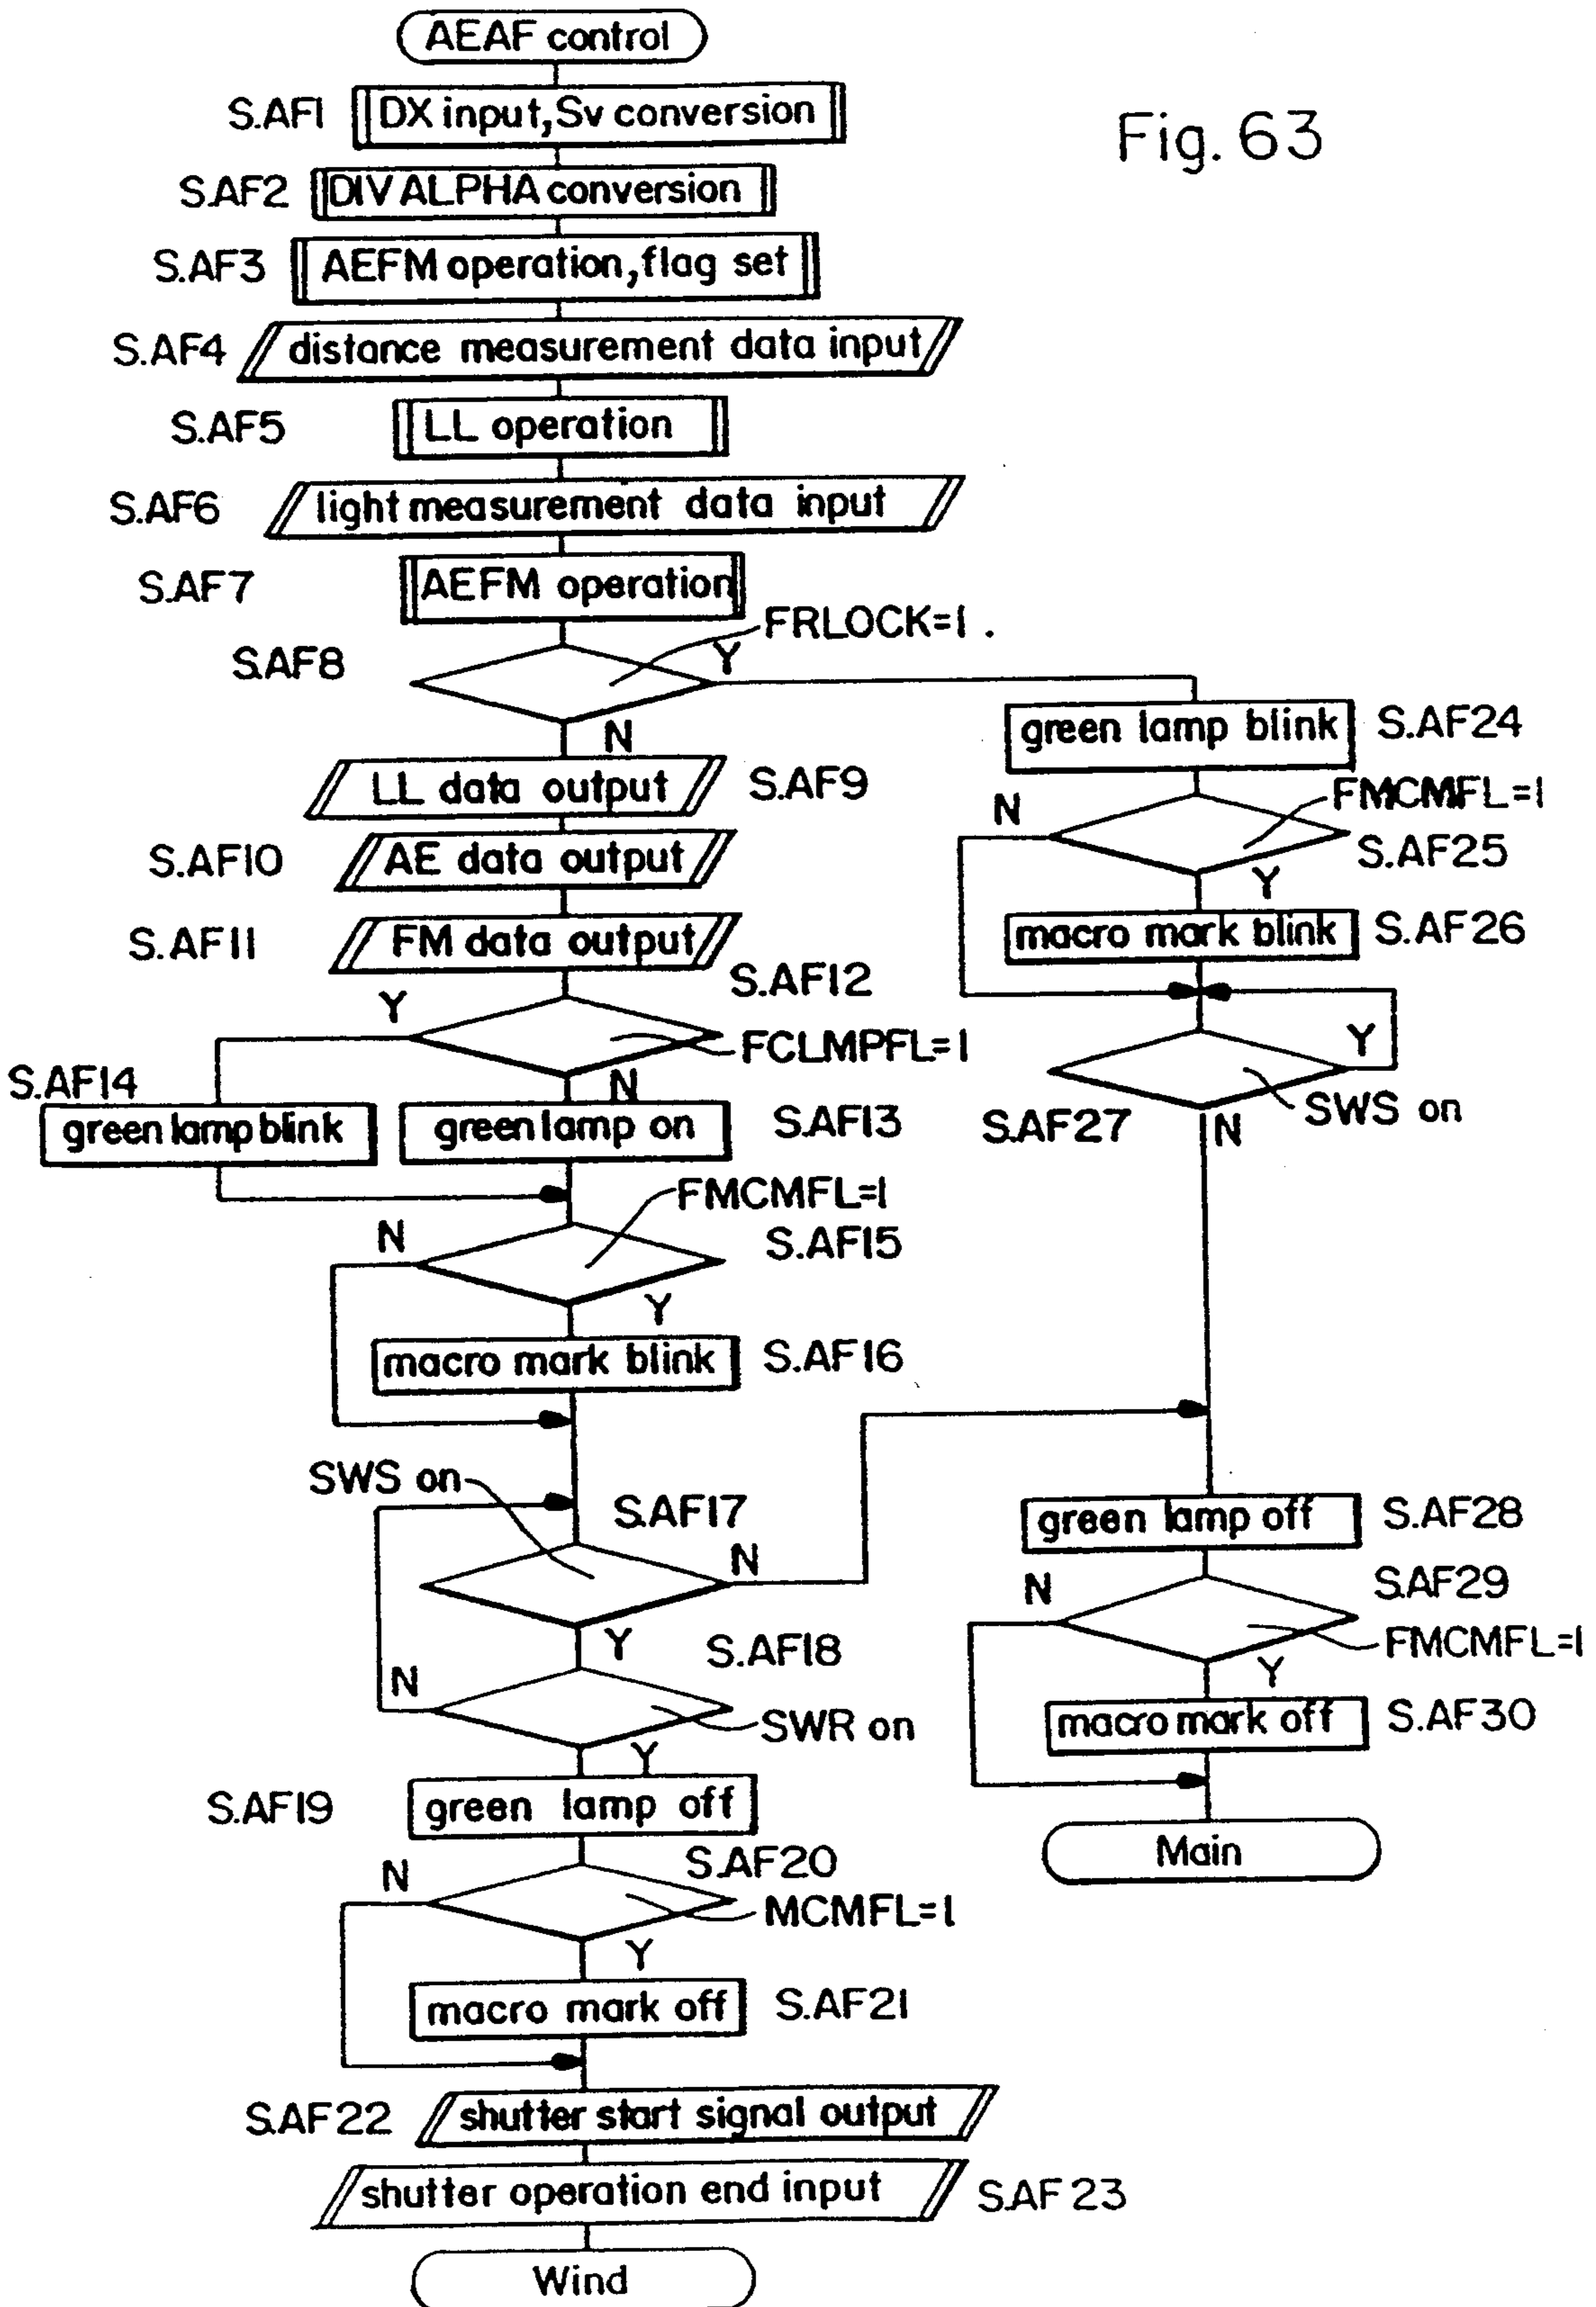 AEAF control
Fig. 63
S.AF1 DX input, Sv conversion
S.AF2 DIV ALPHA conversion
S.AF3 AEFM operation, flag set
S.AF4 distance measurement data input
S.AF5 LL operation
S.AF6 light measurement data input
S.AF7 AEFM operation
FRLOCK=1 .
S.AF8 Y
N
green lamp blink S.AF24
LL data output S.AF9
N FMCMFL=1
S.AF25
Y
S.AF10 AE data output
S.AF11 FM data output
macro mark blink S.AF26
S.AF12
Y
FCLMPFL=1
N
Y
S.AF27 SWS on
N
S.AF14
green lamp blink
green lamp on S.AF13
FMCMFL=1
N S.AF15
Y
macro mark blink S.AF16
SWS on
S.AF17
N
Y
green lamp off S.AF28
N S.AF29
FMCMFL=1
Y
macro mark off S.AF30
Main
S.AF18
N
SWR on
Y
S.AF19 green lamp off
N S.AF20
MCMFL=1
Y
macro mark off S.AF21
S.AF22 shutter start signal output
shutter operation end input S.AF23
Wind